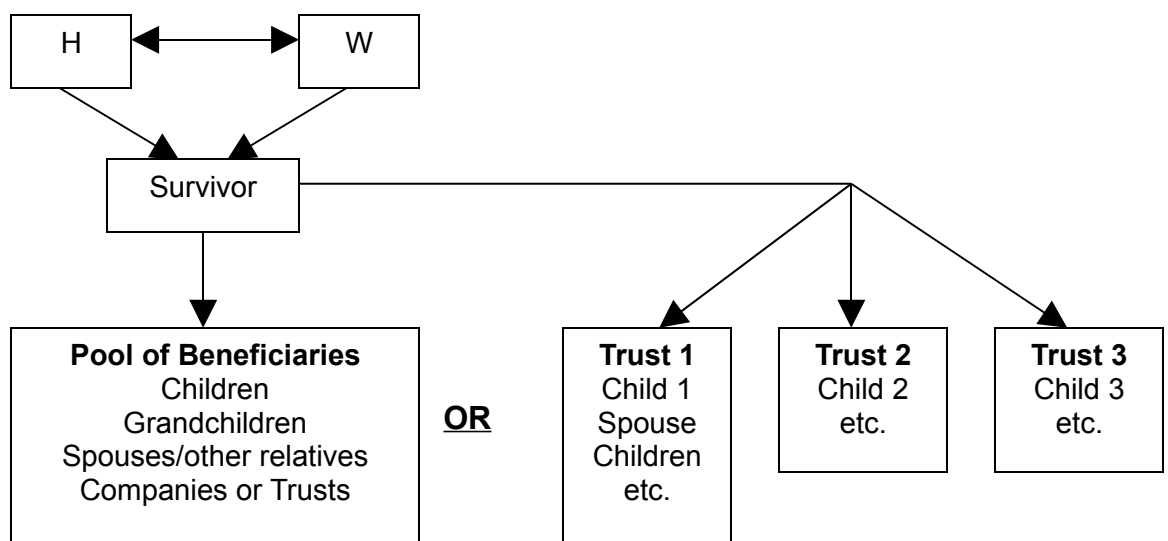 H
W
Survivor
Pool of Beneficiaries
Children
Grandchildren
Spouses/other relatives
Companies or Trusts
OR
Trust 1
Child 1
Spouse
Children
etc.
Trust 2
Child 2
etc.
Trust 3
Child 3
etc.